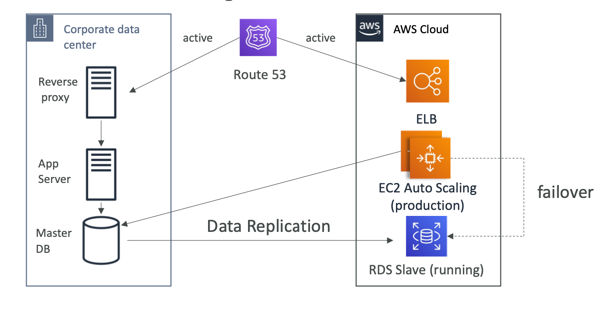 Corporate data
center
active
53
Route 53
active
aws
AWS Cloud
Reverse
proxy
ELB
App
Server
EC2 Auto Scaling
(production)
failover
Master
DB
Data Replication
RDS Slave (running)